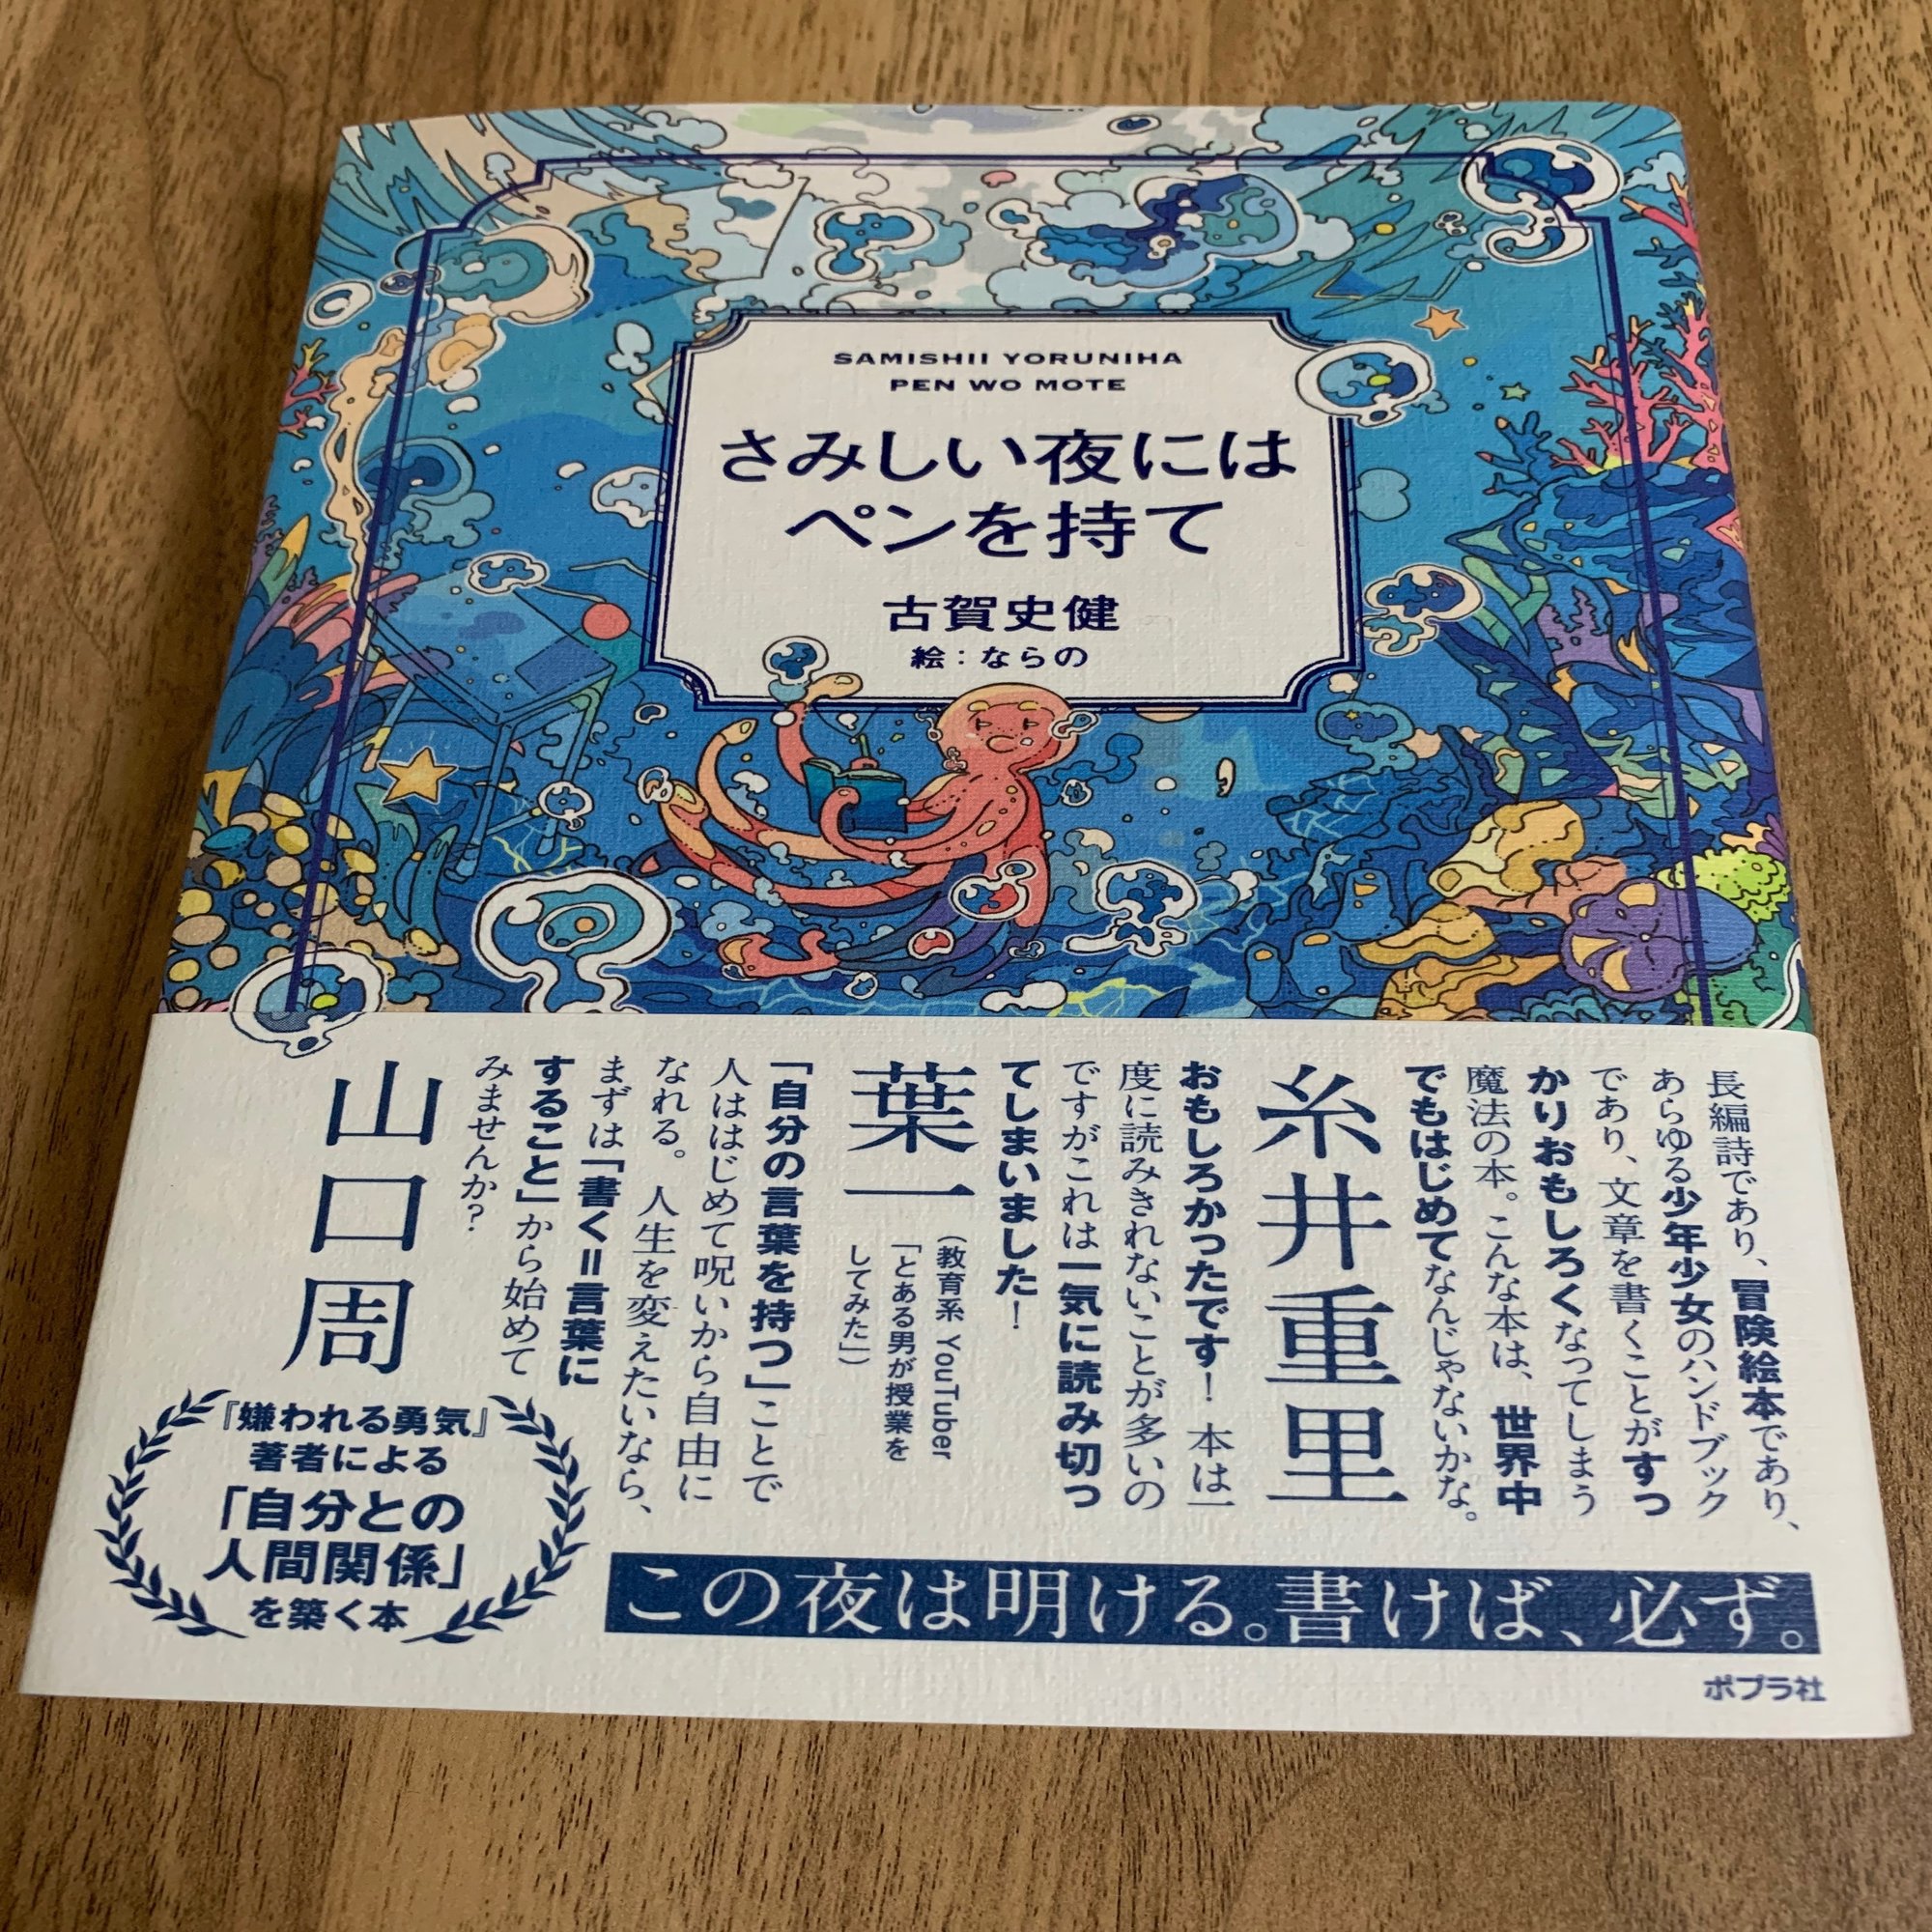 SAMISHII YORUNIHA
PEN WO MOTE
さみしい夜には
ペンを持て
古賀史健
絵：ならの
長編詩であり、冒険絵本であり、
あらゆる少年少女のハンドブック
であり、文章を書くことがすっ
かりおもしろくなってしまう
魔法の本。こんな本は、世界中
でもはじめてなんじゃないかな。
糸井重里
おもしろかったです！ 本は一
度に読みきれないことが多いの
ですがこれは一気に読み切っ
てしまいました！
葉一
（教育系 YouTuber
「とある男が授業を
してみた」）
「自分の言葉を持つ」ことで
人ははじめて呪いから自由に
なれる。人生を変えたいなら、
まずは「書く＝言葉に
すること」から始めて
みませんか？
山口周
『嫌われる勇気』
著者による
「自分との
人間関係」
を築く本
この夜は明ける。書けば、必ず。
ポプラ社